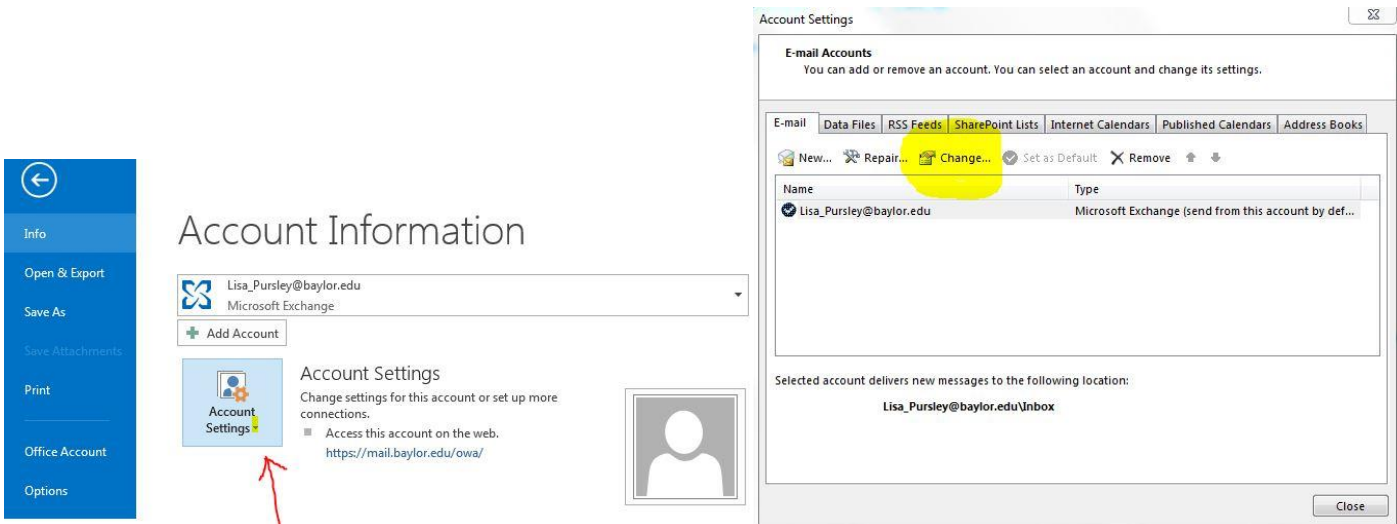 Info
Open & Export
Save As
Save Attachments
Print
Office Account
Options
Account Information
Lisa_Pursley@baylor.edu
Microsoft Exchange
Add Account
Account
Settings
Account Settings
Change settings for this account or set up more
connections.
Access this account on the web.
https://mail.baylor.edu/owa/
Account Settings
E-mail Accounts
You can add or remove an account. You can select an account and change its settings.
E-mail Data Files RSS Feeds SharePoint Lists Internet Calendars Published Calendars Address Books
New... Repair... Change... Set as Default Remove
Name Type
Lisa_Pursley@baylor.edu Microsoft Exchange (send from this account by def...
Selected account delivers new messages to the following location:
Lisa_Pursley@baylor.edu\Inbox
Close